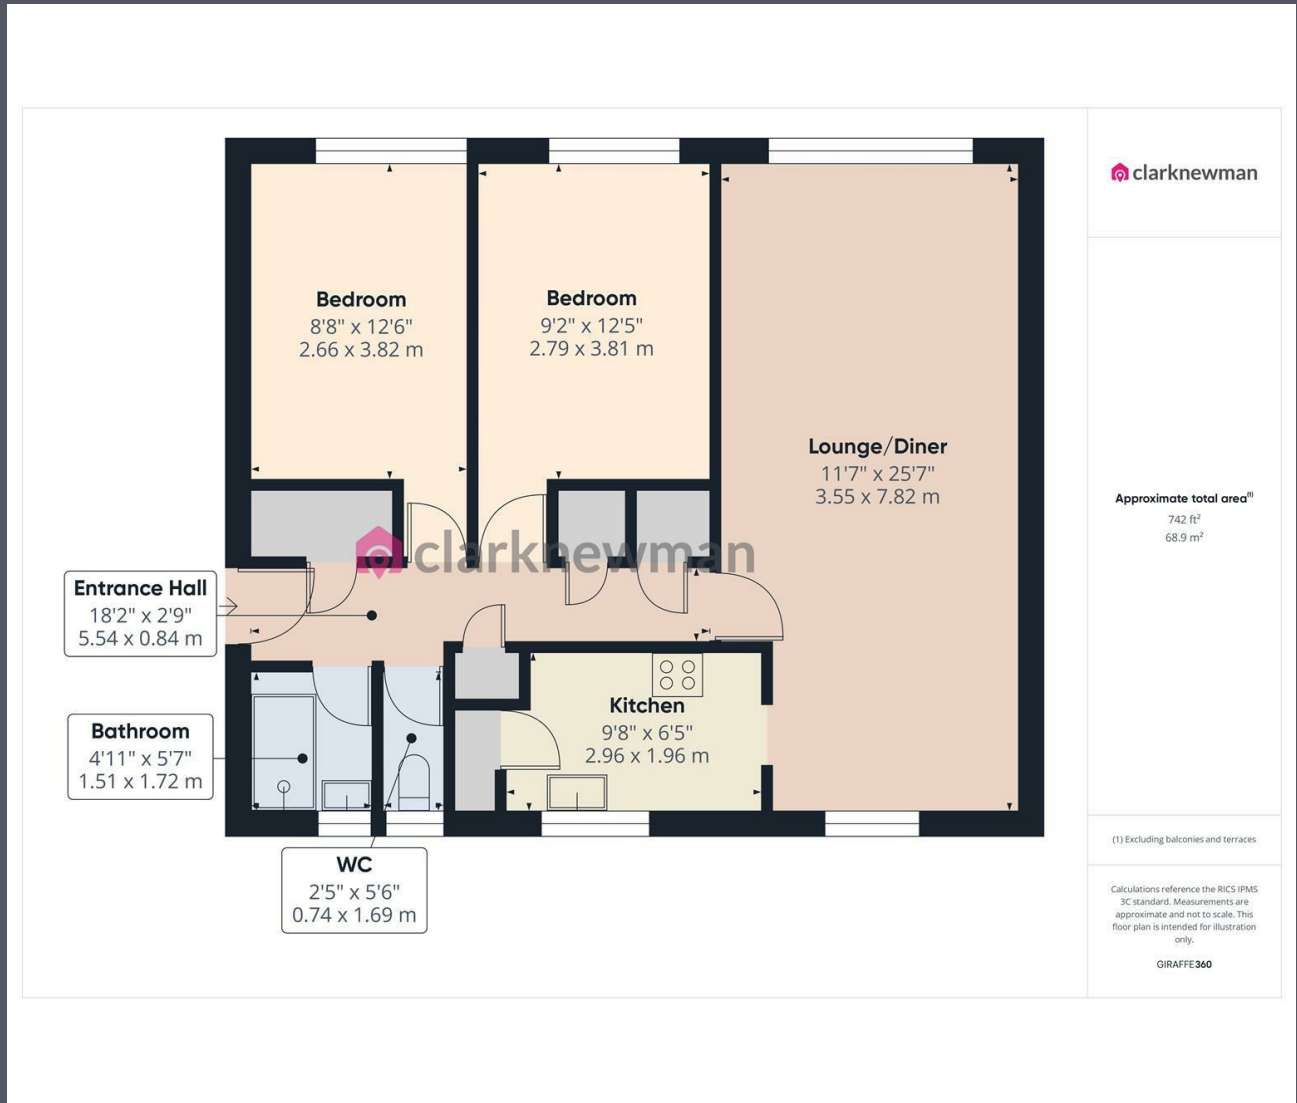 Bedroom
8'8" x 12'6"
2.66 x 3.82 m
Bedroom
9'2" x 12'5"
2.79 x 3.81 m
Lounge/Diner
11'7" x 25'7"
3.55 x 7.82 m
clarknewman
Entrance Hall
18'2" x 2'9"
5.54 x 0.84 m
Bathroom
4'11" x 5'7"
1.51 x 1.72 m
Kitchen
9'8" x 6'5"
2.96 x 1.96 m
WC
2'5" x 5'6"
0.74 x 1.69 m
clarknewman
Approximate total area⁽¹⁾
742 ft²
68.9 m²
(1) Excluding balconies and terraces
Calculations reference the RICS IPMS
3C standard. Measurements are
approximate and not to scale. This
floor plan is intended for illustration
only.
GIRAFFE360